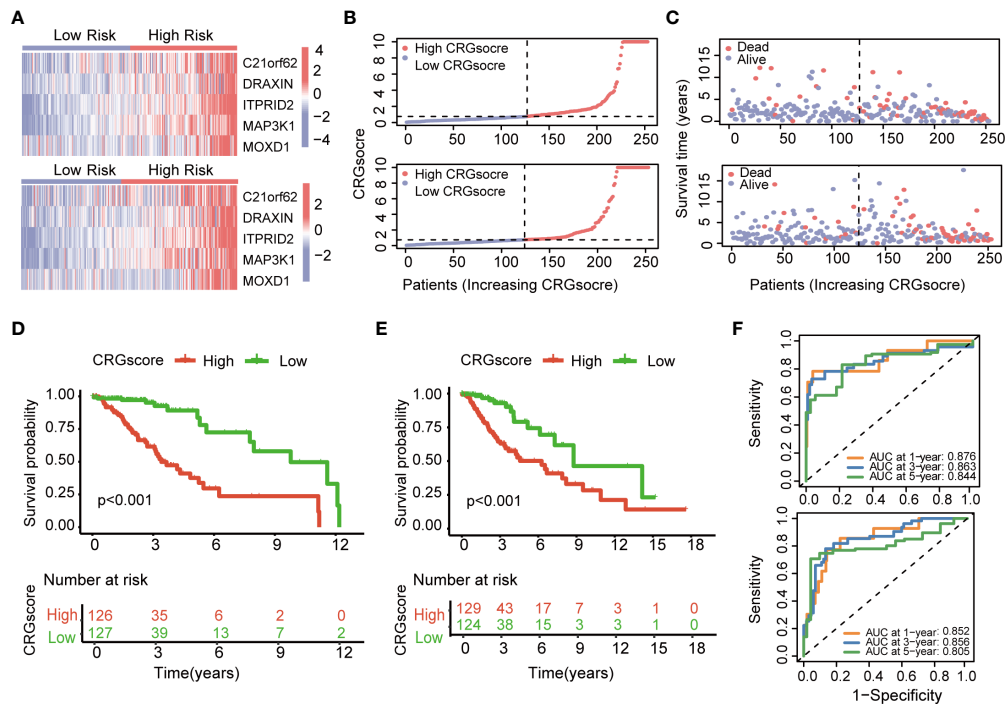 A
Low Risk High Risk
C21orf62
DRAXIN
ITPRID2
MAP3K1
MOXD1
4
2
0
−2
−4
Low Risk High Risk
C21orf62
DRAXIN
ITPRID2
MAP3K1
MOXD1
2
0
−2
B
CRGsocre
10
8
6
4
2
0
High CRGsocre
Low CRGsocre
0 50 100 150 200 250
10
8
6
4
2
0
High CRGsocre
Low CRGsocre
0 50 100 150 200 250
Patients (Increasing CRGsocre)
C
Survival time (years)
15
10
5
0
Dead
Alive
0 50 100 150 200 250
15
10
5
0
Dead
Alive
0 50 100 150 200 250
Patients (Increasing CRGsocre)
D
CRGscore High Low
Survival probability
1.00
0.75
0.50
0.25
0.00
p<0.001
0 3 6 9 12
Number at risk
CRGscore
High 126 35 6 2 0
Low 127 39 13 7 2
0 3 6 9 12
Time(years)
E
CRGscore High Low
Survival probability
1.00
0.75
0.50
0.25
0.00
p<0.001
0 3 6 9 12 15 18
Number at risk
CRGscore
High 129 43 17 7 3 1 0
Low 124 38 15 3 3 1 0
0 3 6 9 12 15 18
Time(years)
F
Sensitivity
1.0
0.8
0.6
0.4
0.2
0.0
AUC at 1−year: 0.876
AUC at 3−year: 0.863
AUC at 5−year: 0.844
0.0 0.2 0.4 0.6 0.8 1.0
Sensitivity
1.0
0.8
0.6
0.4
0.2
0.0
AUC at 1−year: 0.852
AUC at 3−year: 0.856
AUC at 5−year: 0.805
0.0 0.2 0.4 0.6 0.8 1.0
1−Specificity